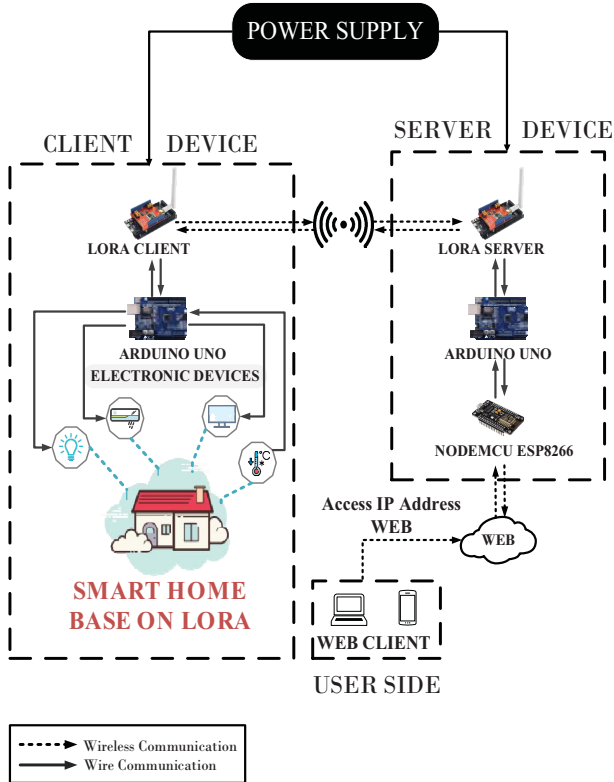 POWER SUPPLY
CLIENT DEVICE
SERVER DEVICE
LORA CLIENT
LORA SERVER
ARDUINO UNO
ELECTRONIC DEVICES
ARDUINO UNO
°C
NODEMCU ESP8266
Access IP Address
WEB
WEB
SMART HOME
BASE ON LORA
WEB CLIENT
USER SIDE
Wireless Communication
Wire Communication